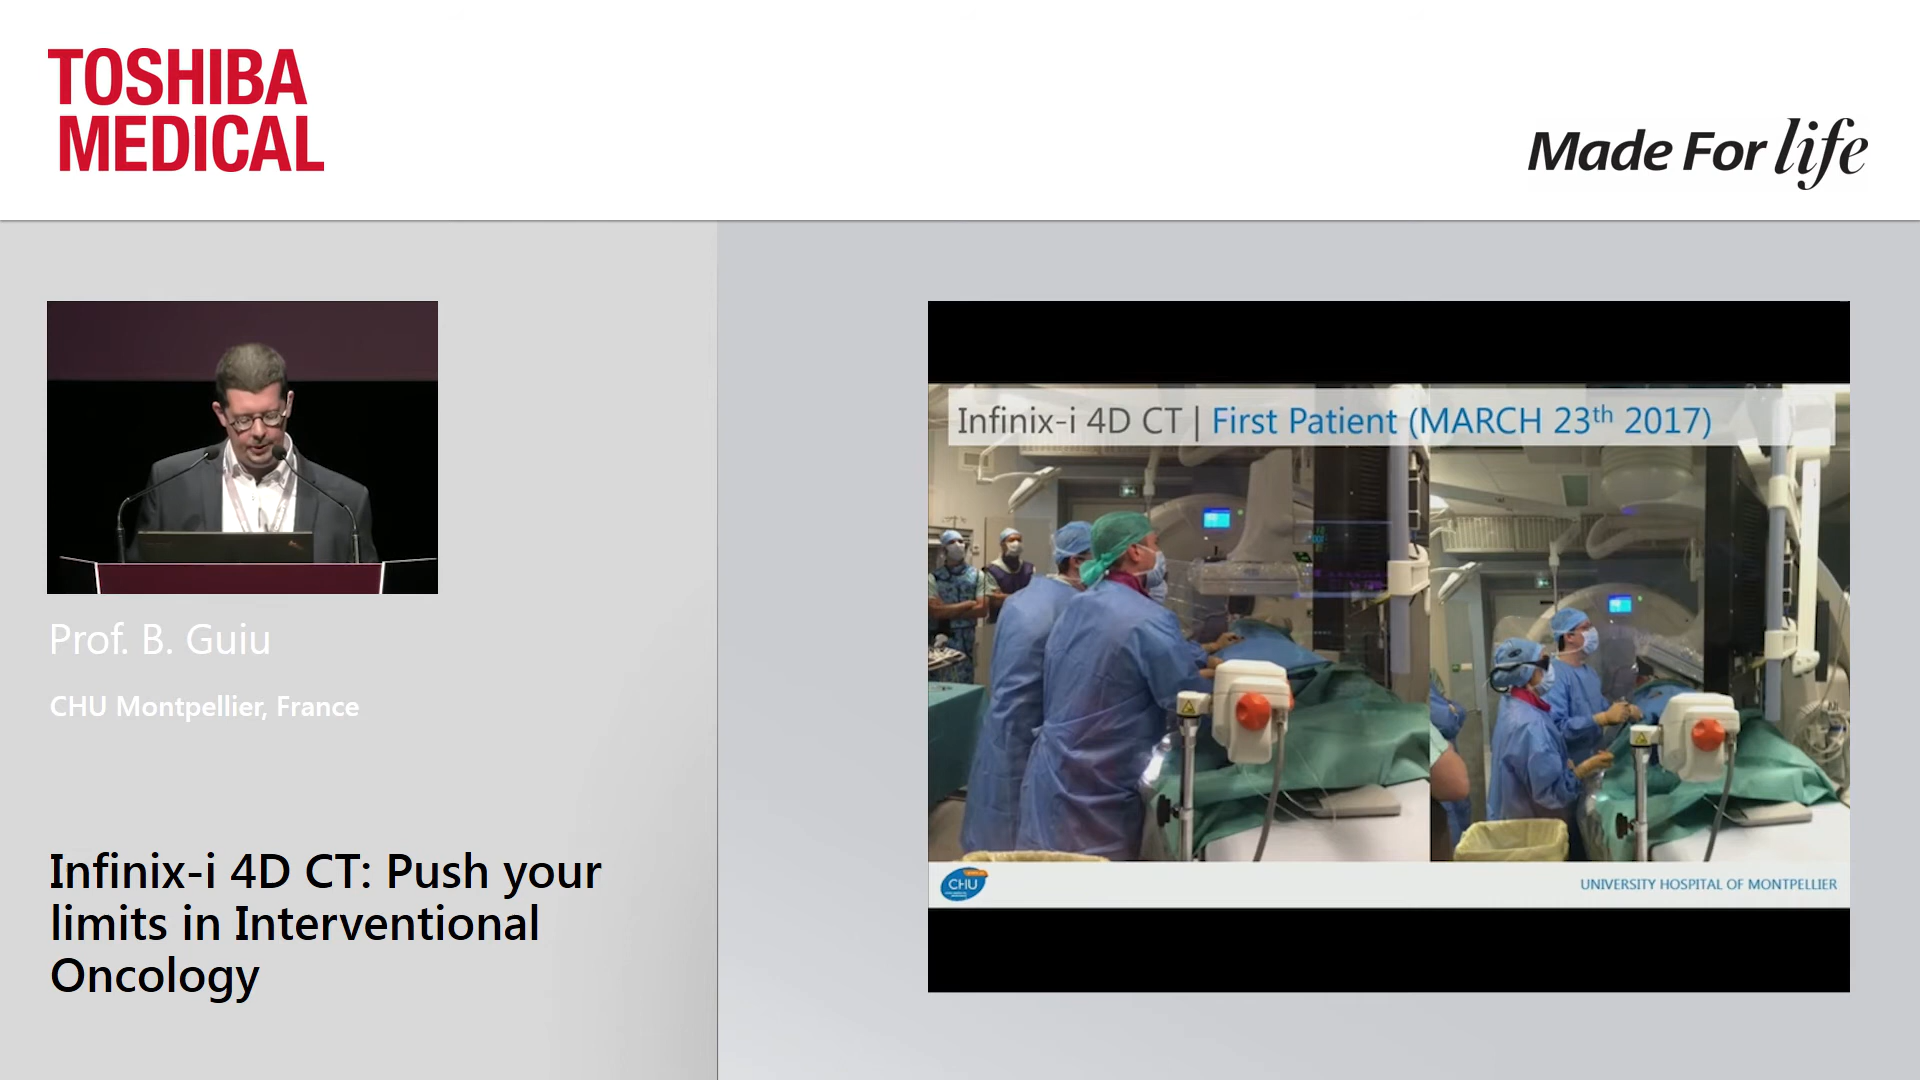 TOSHIBA
MEDICAL
Made For life
Prof. B. Guiu
CHU Montpellier, France
Infinix-i 4D CT: Push your
limits in Interventional
Oncology
Infinix-i 4D CT | First Patient (MARCH 23th 2017)
CHU
UNIVERSITY HOSPITAL OF MONTPELLIER